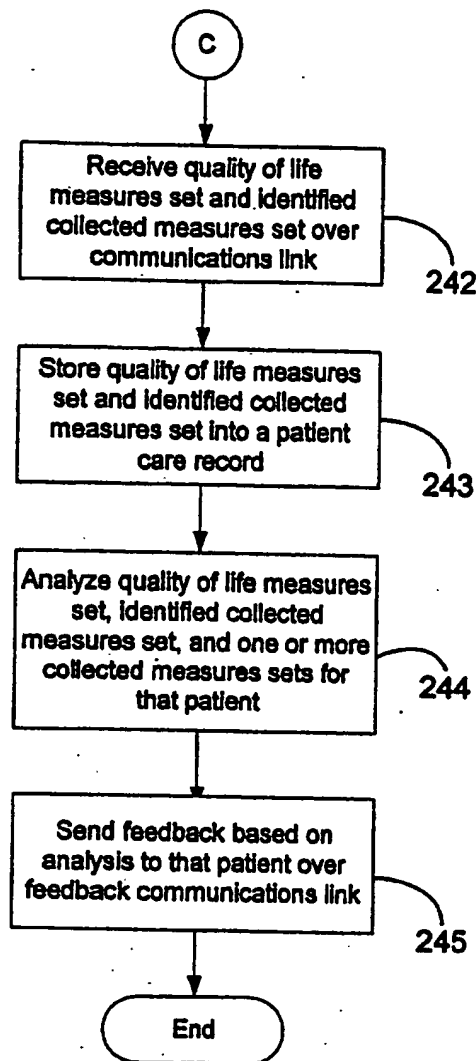 C
Receive quality of life
measures set and identified
collected measures set over
communications link
242
Store quality of life measures
set and identified collected
measures set into a patient
care record
243
Analyze quality of life measures
set, identified collected
measures set, and one or more
collected measures sets for
that patient
244
Send feedback based on
analysis to that patient over
feedback communications link
245
End